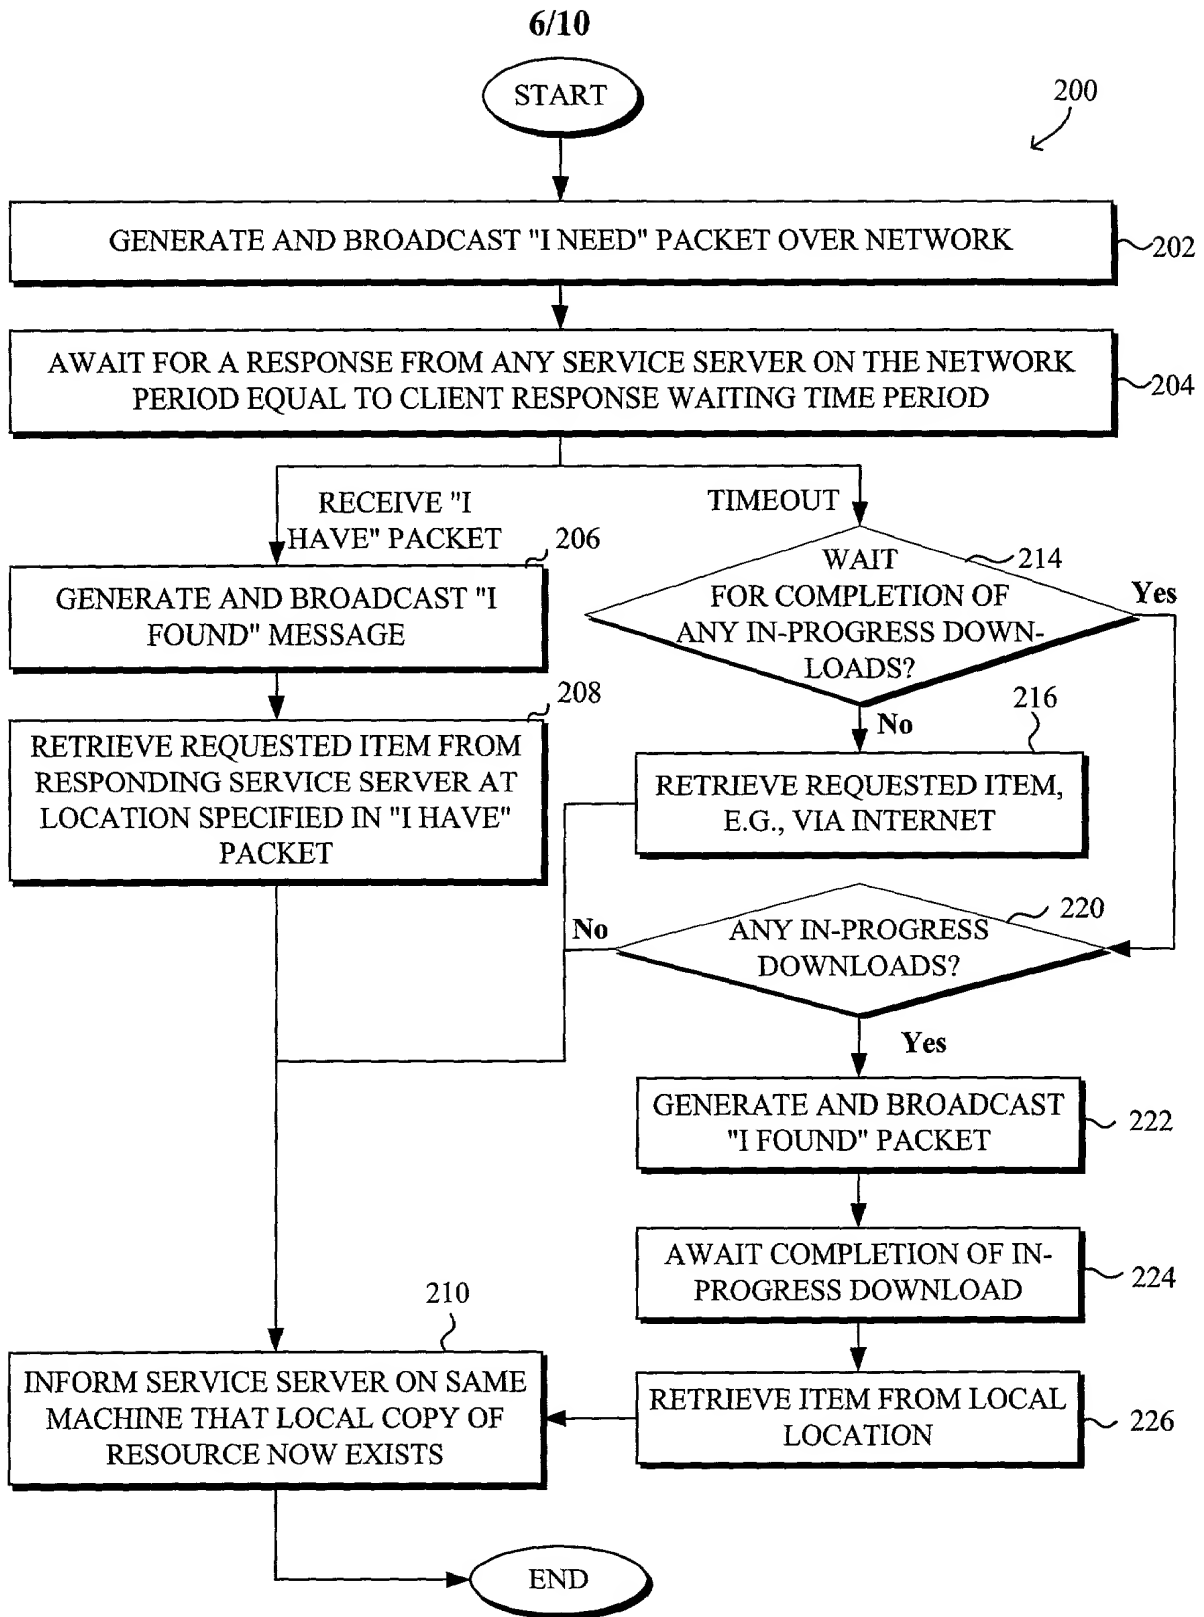 6/10
START
200
GENERATE AND BROADCAST "I NEED" PACKET OVER NETWORK
202
AWAIT FOR A RESPONSE FROM ANY SERVICE SERVER ON THE NETWORK
PERIOD EQUAL TO CLIENT RESPONSE WAITING TIME PERIOD
204
RECEIVE "I
HAVE" PACKET
TIMEOUT
206
GENERATE AND BROADCAST "I
FOUND" MESSAGE
WAIT
FOR COMPLETION OF
ANY IN-PROGRESS DOWN-
LOADS?
214
Yes
No
208
RETRIEVE REQUESTED ITEM FROM
RESPONDING SERVICE SERVER AT
LOCATION SPECIFIED IN "I HAVE"
PACKET
216
RETRIEVE REQUESTED ITEM,
E.G., VIA INTERNET
No
ANY IN-PROGRESS
DOWNLOADS?
220
Yes
GENERATE AND BROADCAST
"I FOUND" PACKET
222
AWAIT COMPLETION OF IN-
PROGRESS DOWNLOAD
224
210
INFORM SERVICE SERVER ON SAME
MACHINE THAT LOCAL COPY OF
RESOURCE NOW EXISTS
RETRIEVE ITEM FROM LOCAL
LOCATION
226
END